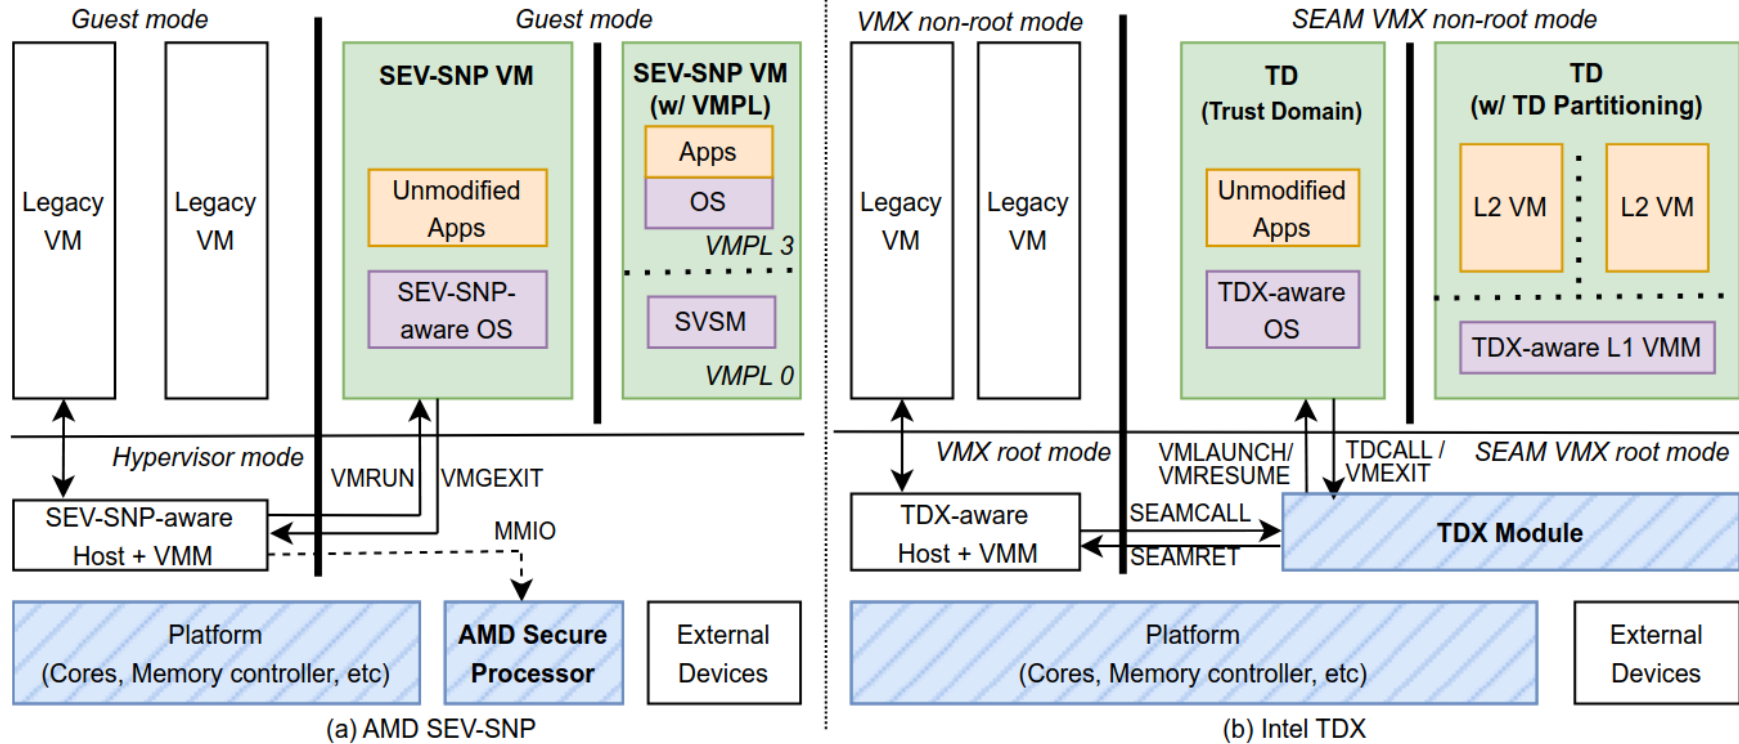 Guest mode
Guest mode
Legacy
VM
Legacy
VM
SEV-SNP VM
Unmodified
Apps
SEV-SNP-
aware OS
SEV-SNP VM
(w/ VMPL)
Apps
OS
VMPL 3
SVSM
VMPL 0
Hypervisor mode
VMRUN
VMGEXIT
SEV-SNP-aware
Host + VMM
MMIO
Platform
(Cores, Memory controller, etc)
AMD Secure
Processor
External
Devices
(a) AMD SEV-SNP
VMX non-root mode
SEAM VMX non-root mode
Legacy
VM
Legacy
VM
TD
(Trust Domain)
Unmodified
Apps
TDX-aware
OS
TD
(w/ TD Partitioning)
L2 VM
L2 VM
TDX-aware L1 VMM
VMX root mode
VMLAUNCH/
VMRESUME
TDCALL /
VMEXIT
SEAM VMX root mode
TDX-aware
Host + VMM
SEAMCALL
SEAMRET
TDX Module
Platform
(Cores, Memory controller, etc)
External
Devices
(b) Intel TDX